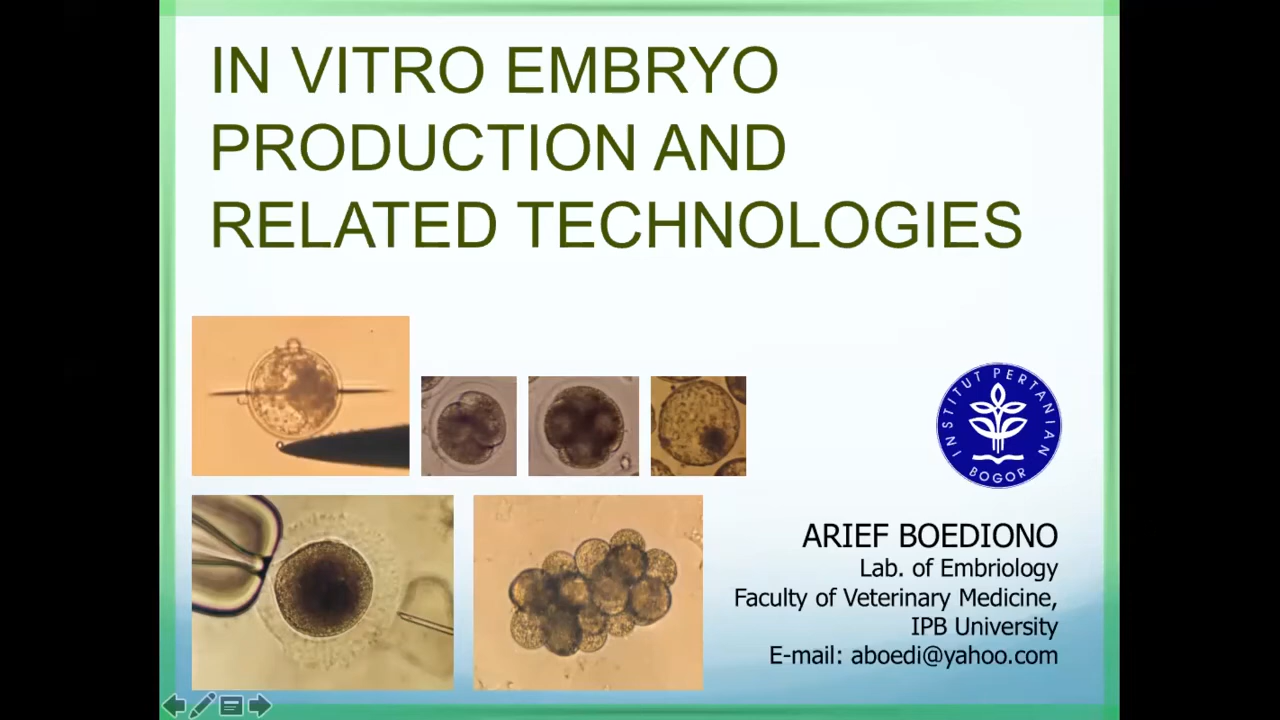 IN VITRO EMBRYO
PRODUCTION AND
RELATED TECHNOLOGIES
INSTITUT PERTANIAN
BOGOR
ARIEF BOEDIONO
Lab. of Embriology
Faculty of Veterinary Medicine,
IPB University
E-mail: aboedi@yahoo.com